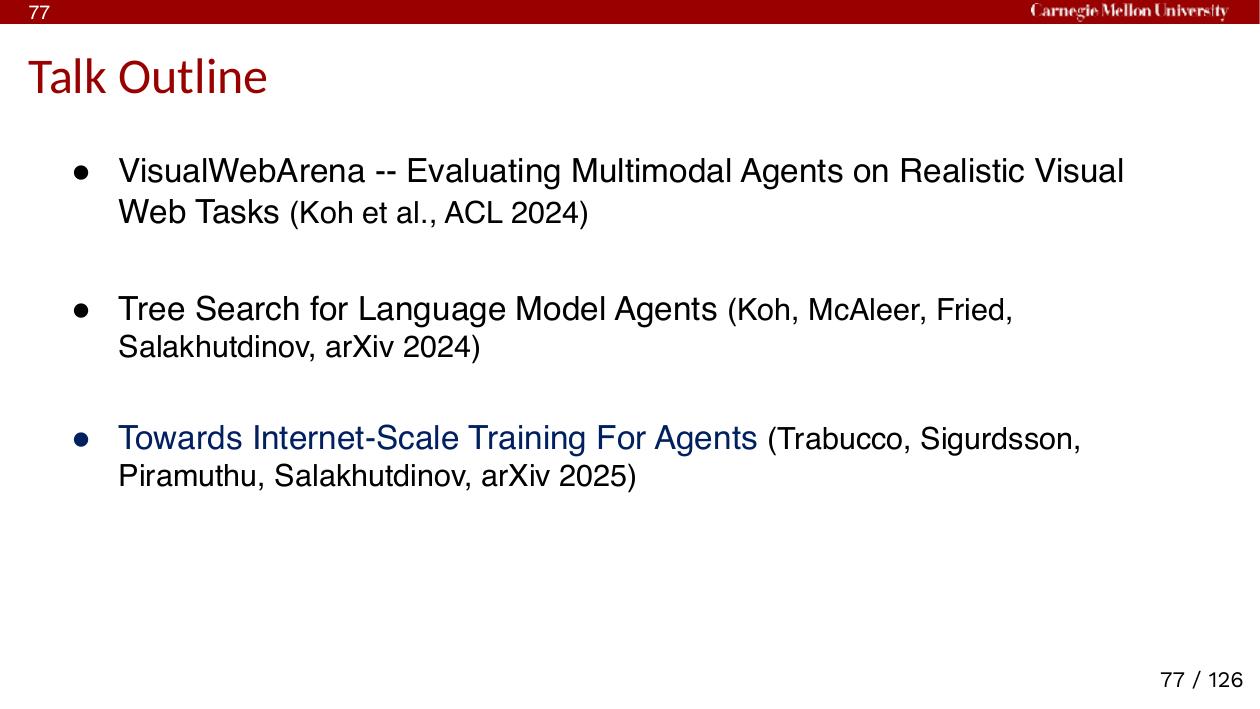 77
Carnegie Mellon University
Talk Outline
● VisualWebArena -- Evaluating Multimodal Agents on Realistic Visual
Web Tasks (Koh et al., ACL 2024)
● Tree Search for Language Model Agents (Koh, McAleer, Fried,
Salakhutdinov, arXiv 2024)
● Towards Internet-Scale Training For Agents (Trabucco, Sigurdsson,
Piramuthu, Salakhutdinov, arXiv 2025)
77 / 126